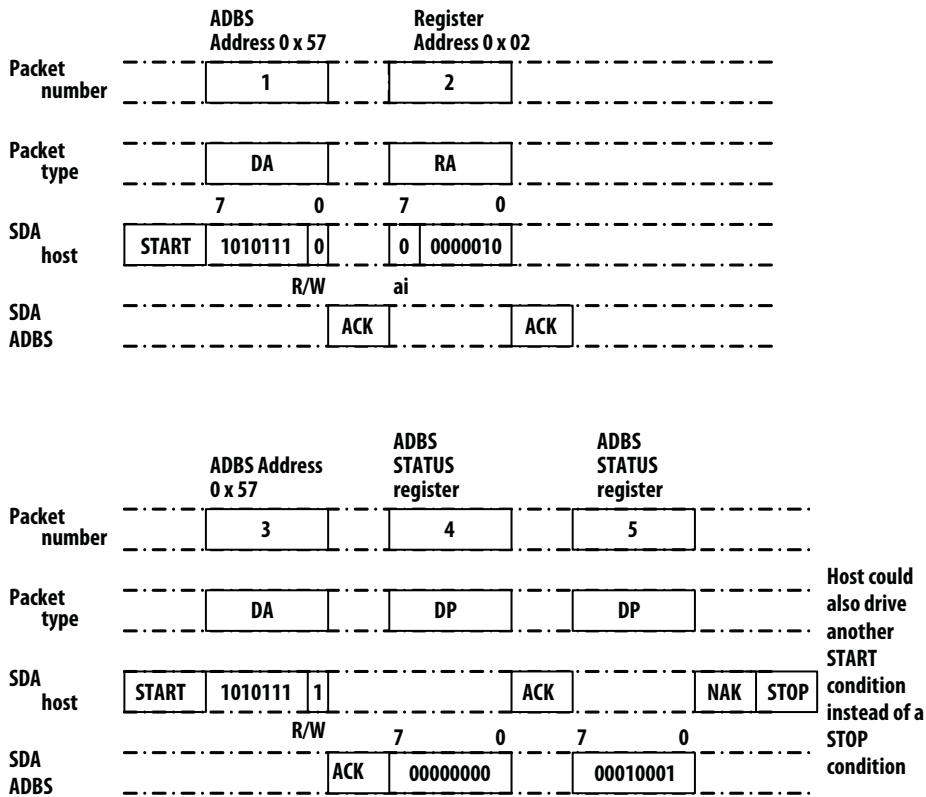 ADBS
Address 0 x 57
Register
Address 0 x 02
Packet
number
1
2
Packet
type
DA
RA
7 0
7 0
SDA
host
START
1010111
0
0
0000010
R/W
ai
SDA
ADBS
ACK
ACK
ADBS Address
0 x 57
ADBS
STATUS
register
ADBS
STATUS
register
Packet
number
3
4
5
Packet
type
DA
DP
DP
SDA
host
START
1010111
1
ACK
NAK
STOP
R/W
7 0
7 0
SDA
ADBS
ACK
00000000
00010001
Host could
also drive
another
START
condition
instead of a
STOP
condition